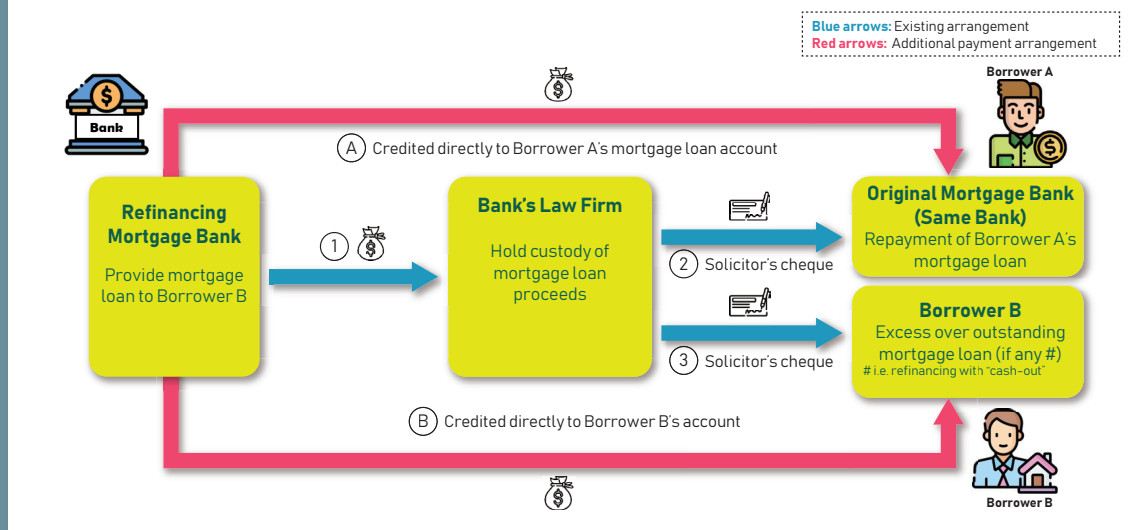 Blue arrows: Existing arrangement
Red arrows: Additional payment arrangement
Borrower A
Bank
A Credited directly to Borrower A's mortgage loan account
Refinancing
Mortgage Bank
Provide mortgage
loan to Borrower B
1
Bank's Law Firm
Hold custody of
mortgage loan
proceeds
2 Solicitor's cheque
3 Solicitor's cheque
Original Mortgage Bank
(Same Bank)
Repayment of Borrower A's
mortgage loan
Borrower B
Excess over outstanding
mortgage loan (if any #)
# i.e. refinancing with "cash-out"
B Credited directly to Borrower B's account
Borrower B